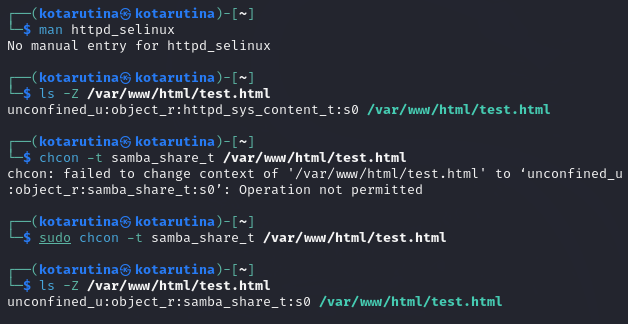 ┌──(kotarutina㉿kotarutina)-[~]
└─$ man httpd_selinux
No manual entry for httpd_selinux
┌──(kotarutina㉿kotarutina)-[~]
└─$ ls -Z /var/www/html/test.html
unconfined_u:object_r:httpd_sys_content_t:s0 /var/www/html/test.html
┌──(kotarutina㉿kotarutina)-[~]
└─$ chcon -t samba_share_t /var/www/html/test.html
chcon: failed to change context of '/var/www/html/test.html' to ‘unconfined_u
:object_r:samba_share_t:s0’: Operation not permitted
┌──(kotarutina㉿kotarutina)-[~]
└─$ sudo chcon -t samba_share_t /var/www/html/test.html
┌──(kotarutina㉿kotarutina)-[~]
└─$ ls -Z /var/www/html/test.html
unconfined_u:object_r:samba_share_t:s0 /var/www/html/test.html